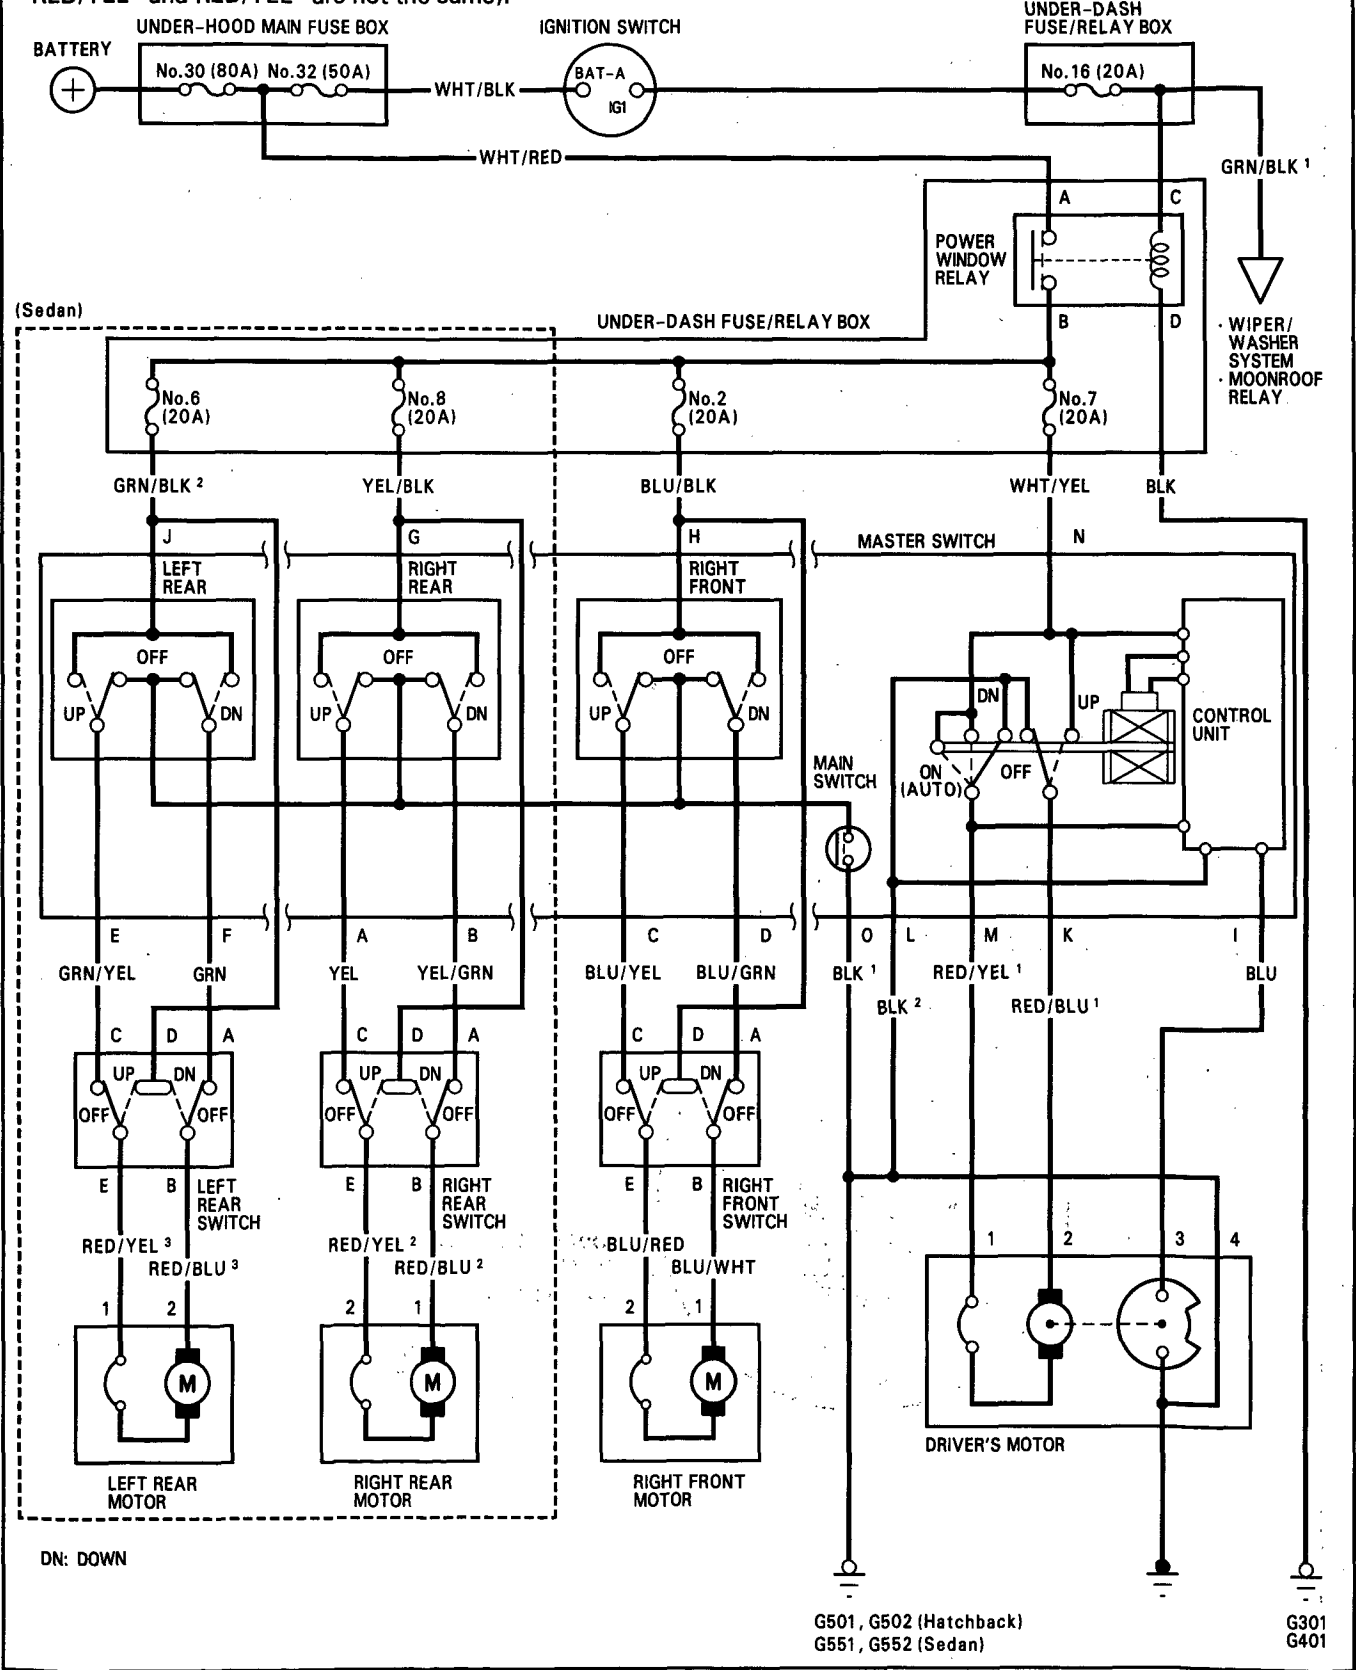 RED/YEL and RED/YEL are not the same).
UNDER-HOOD MAIN FUSE BOX
IGNITION SWITCH
UNDER-DASH
FUSE/RELAY BOX
BATTERY
No.30 (80A) No.32 (50A)
BAT-A
IG1
No.16 (20A)
WHT/BLK
WHT/RED
GRN/BLK 1
A
C
POWER
WINDOW
RELAY
B
D
(Sedan)
UNDER-DASH FUSE/RELAY BOX
· WIPER/
WASHER
SYSTEM
· MOONROOF
RELAY
No.6
(20A)
No.8
(20A)
No.2
(20A)
No.7
(20A)
GRN/BLK 2
YEL/BLK
BLU/BLK
WHT/YEL
BLK
J
G
H
MASTER SWITCH
N
LEFT
REAR
RIGHT
REAR
RIGHT
FRONT
OFF
OFF
OFF
UP
DN
UP
DN
UP
DN
DN
UP
CONTROL
UNIT
MAIN
SWITCH
ON
(AUTO)
OFF
E
F
A
B
C
D
O
L
M
K
I
GRN/YEL
GRN
YEL
YEL/GRN
BLU/YEL
BLU/GRN
BLK 1
RED/YEL 1
BLU
BLK 2
RED/BLU 1
C
D
A
C
D
A
C
D
A
UP
DN
UP
DN
UP
DN
OFF
OFF
OFF
OFF
OFF
OFF
E
B
LEFT
REAR
SWITCH
E
B
RIGHT
REAR
SWITCH
E
B
RIGHT
FRONT
SWITCH
RED/YEL 3
RED/BLU 3
RED/YEL 2
RED/BLU 2
BLU/RED
BLU/WHT
1
2
3
4
1
2
2
1
2
1
M
M
M
DRIVER'S MOTOR
LEFT REAR
MOTOR
RIGHT REAR
MOTOR
RIGHT FRONT
MOTOR
DN: DOWN
G501, G502 (Hatchback)
G551, G552 (Sedan)
G301
G401